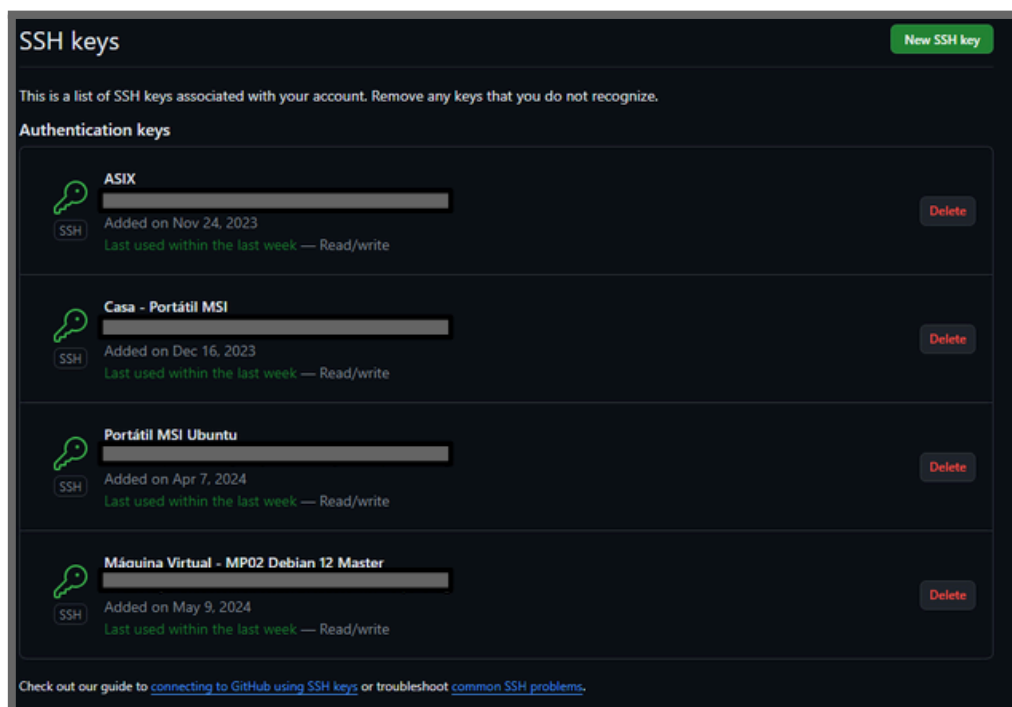 SSH keys
New SSH key
This is a list of SSH keys associated with your account. Remove any keys that you do not recognize.
Authentication keys
ASIX
SSH
Added on Nov 24, 2023
Last used within the last week — Read/write
Delete
Casa - Portátil MSI
SSH
Added on Dec 16, 2023
Last used within the last week — Read/write
Delete
Portátil MSI Ubuntu
SSH
Added on Apr 7, 2024
Last used within the last week — Read/write
Delete
Máquina Virtual - MP02 Debian 12 Master
SSH
Added on May 9, 2024
Last used within the last week — Read/write
Delete
Check out our guide to connecting to GitHub using SSH keys or troubleshoot common SSH problems.